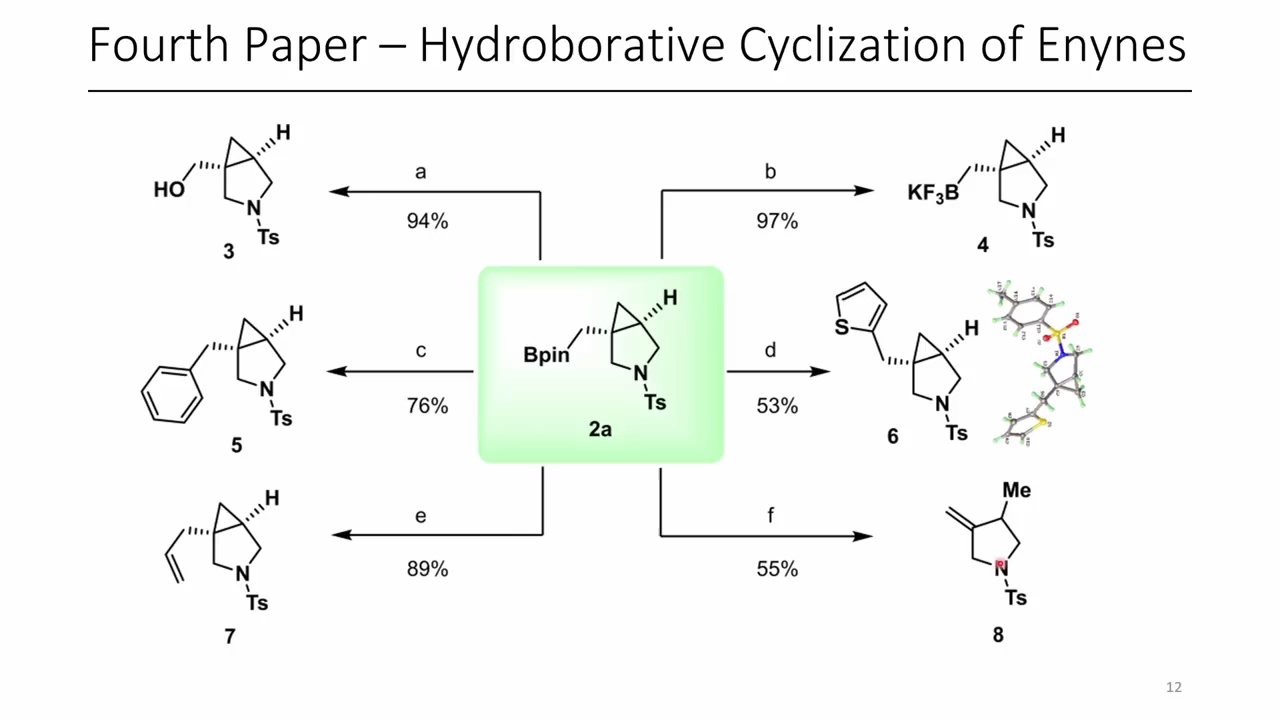 Fourth Paper – Hydroborative Cyclization of Enynes
H
HO
N
Ts
3
a
94%
b
97%
H
KF3B
N
Ts
4
H
N
Ts
5
c
76%
H
Bpin
N
Ts
2a
d
53%
S
H
N
Ts
6
H
N
Ts
7
e
89%
f
55%
Me
N
Ts
8
12